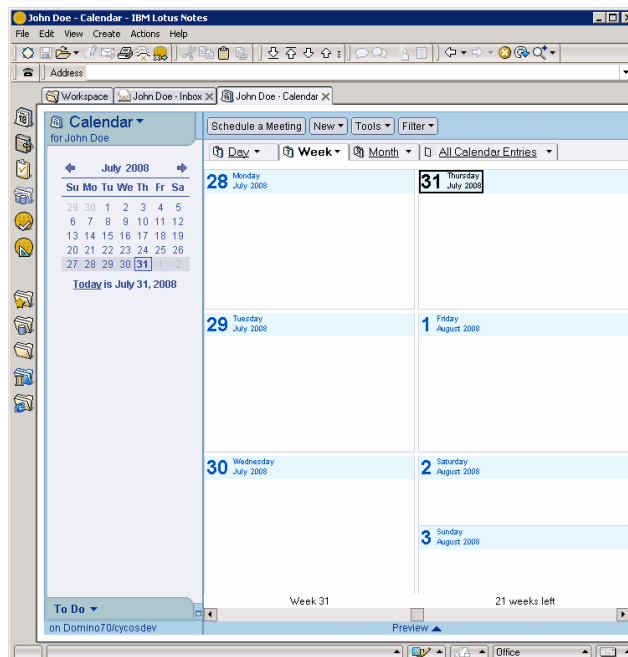 John Doe - Calendar - IBM Lotus Notes
File Edit View Create Actions Help
Address
Workspace John Doe - Inbox John Doe - Calendar
Calendar
for John Doe
July 2008
Su Mo Tu We Th Fr Sa
29 30 1 2 3 4 5
6 7 8 9 10 11 12
13 14 15 16 17 18 19
20 21 22 23 24 25 26
27 28 29 30 31 1 2
Today is July 31, 2008
To Do
on Domino70/cycosdev
Schedule a Meeting New Tools Filter
Day Week Month All Calendar Entries
28 Monday
July 2008
31 Thursday
July 2008
29 Tuesday
July 2008
1 Friday
August 2008
30 Wednesday
July 2008
2 Saturday
August 2008
3 Sunday
August 2008
Week 31 21 weeks left
Preview
Office